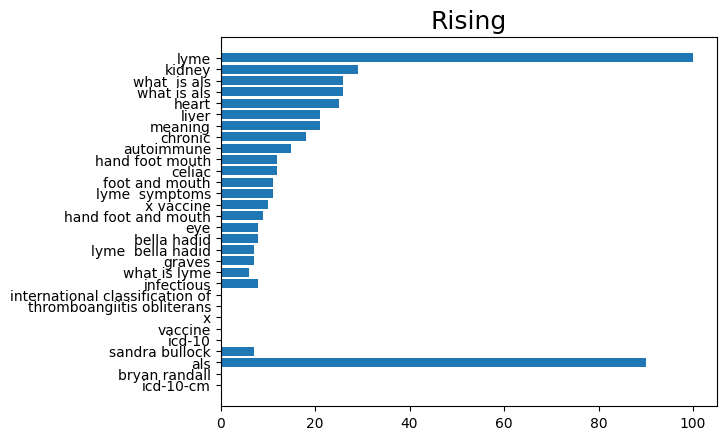 Rising
lyme
kidney
what  is als
what is als
heart
liver
meaning
chronic
autoimmune
hand foot mouth
celiac
foot and mouth
lyme  symptoms
x vaccine
hand foot and mouth
eye
bella hadid
lyme  bella hadid
graves
what is lyme
infectious
international classification of
thromboangiitis obliterans
x
vaccine
icd-10
sandra bullock
als
bryan randall
icd-10-cm
0 20 40 60 80 100